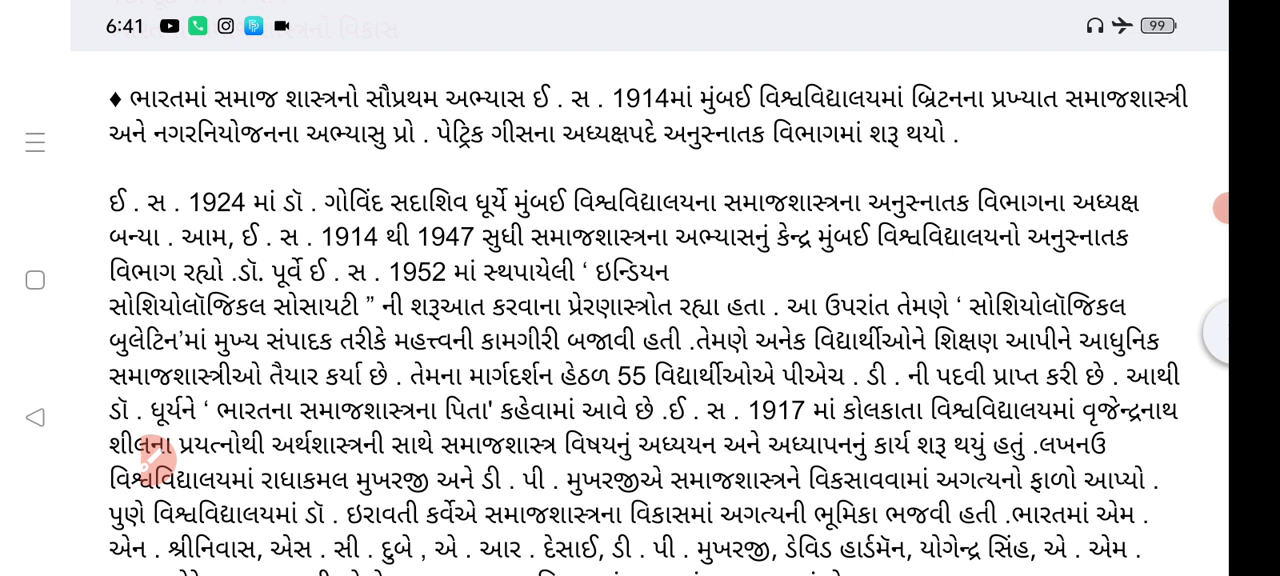 6:41
99
♦ ભારતમાં સમાજ શાસ્ત્રનો સૌપ્રથમ અભ્યાસ ઈ . સ . 1914માં મુંબઈ વિશ્વવિદ્યાલયમાં બ્રિટનના પ્રખ્યાત સમાજશાસ્ત્રી
અને નગરનિયોજનના અભ્યાસુ પ્રો . પેટ્રિક ગીસના અધ્યક્ષપદે અનુસ્નાતક વિભાગમાં શરૂ થયો .
ઈ . સ . 1924 માં ડૉ . ગોવિંદ સદાશિવ ધૂર્યે મુંબઈ વિશ્વવિદ્યાલયના સમાજશાસ્ત્રના અનુસ્નાતક વિભાગના અધ્યક્ષ
બન્યા . આમ, ઈ . સ . 1914 થી 1947 સુધી સમાજશાસ્ત્રના અભ્યાસનું કેન્દ્ર મુંબઈ વિશ્વવિદ્યાલયનો અનુસ્નાતક
વિભાગ રહ્યો .ડૉ. પૂર્વે ઈ . સ . 1952 માં સ્થપાયેલી ‘ ઇન્ડિયન
સોશિયોલૉજિકલ સોસાયટી ” ની શરૂઆત કરવાના પ્રેરણાસ્ત્રોત રહ્યા હતા . આ ઉપરાંત તેમણે ‘ સોશિયોલૉજિકલ
બુલેટિન'માં મુખ્ય સંપાદક તરીકે મહત્ત્વની કામગીરી બજાવી હતી .તેમણે અનેક વિદ્યાર્થીઓને શિક્ષણ આપીને આધુનિક
સમાજશાસ્ત્રીઓ તૈયાર કર્યા છે . તેમના માર્ગદર્શન હેઠળ 55 વિદ્યાર્થીઓએ પીએચ . ડી . ની પદવી પ્રાપ્ત કરી છે . આથી
ડૉ . ધૂર્યને ‘ ભારતના સમાજશાસ્ત્રના પિતા' કહેવામાં આવે છે .ઈ . સ . 1917 માં કોલકાતા વિશ્વવિદ્યાલયમાં વૃજેન્દ્રનાથ
શીલના પ્રયત્નોથી અર્થશાસ્ત્રની સાથે સમાજશાસ્ત્ર વિષયનું અધ્યયન અને અધ્યાપનનું કાર્ય શરૂ થયું હતું .લખનઉ
વિશ્વવિદ્યાલયમાં રાધાકમલ મુખરજી અને ડી . પી . મુખરજીએ સમાજશાસ્ત્રને વિકસાવવામાં અગત્યનો ફાળો આપ્યો .
પુણે વિશ્વવિદ્યાલયમાં ડૉ . ઇરાવતી કર્વેએ સમાજશાસ્ત્રના વિકાસમાં અગત્યની ભૂમિકા ભજવી હતી .ભારતમાં એમ .
એન . શ્રીનિવાસ, એસ . સી . દુબે , એ . આર . દેસાઈ, ડી . પી . મુખરજી, ડેવિડ હાર્ડમૅન, યોગેન્દ્ર સિંહ, એ . એમ .